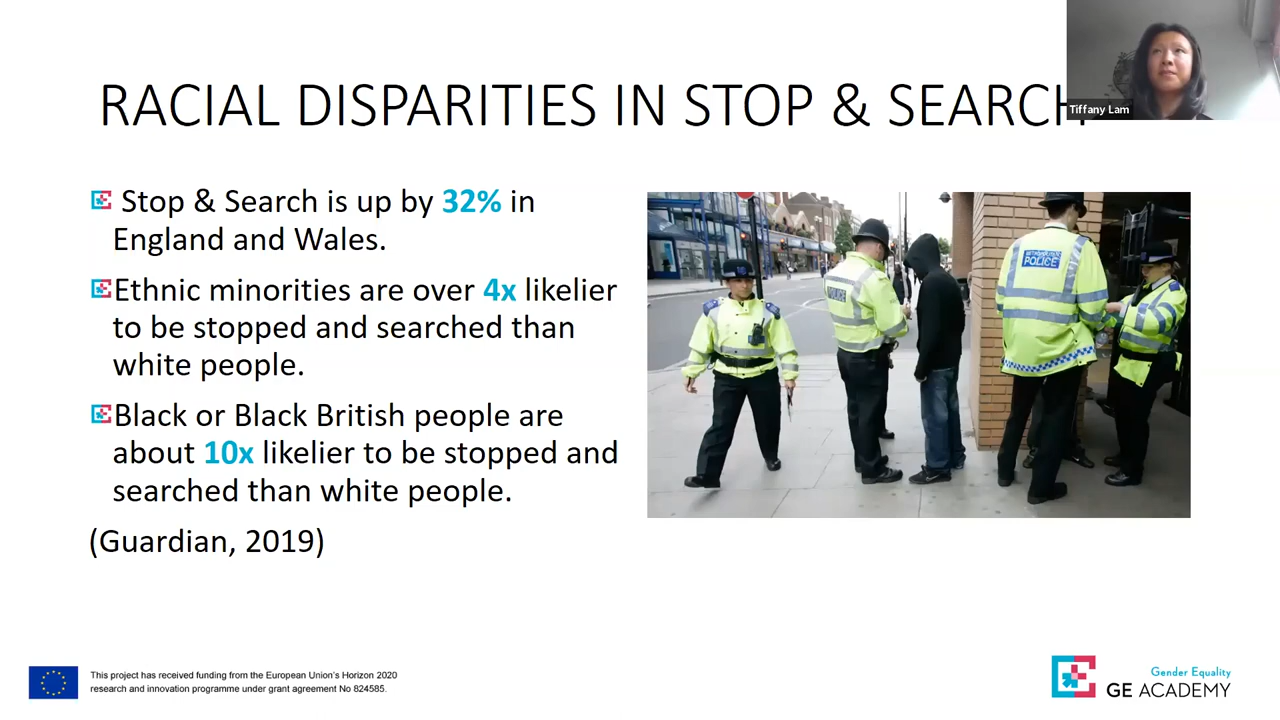 RACIAL DISPARITIES IN STOP & SEARCH
Tiffany Lam
Stop & Search is up by 32% in
England and Wales.
Ethnic minorities are over 4x likelier
to be stopped and searched than
white people.
Black or Black British people are
about 10x likelier to be stopped and
searched than white people.
(Guardian, 2019)
POLICE
METROPOLITAN
POLICE
This project has received funding from the European Union's Horizon 2020
research and innovation programme under grant agreement No 824585.
Gender Equality
GE ACADEMY